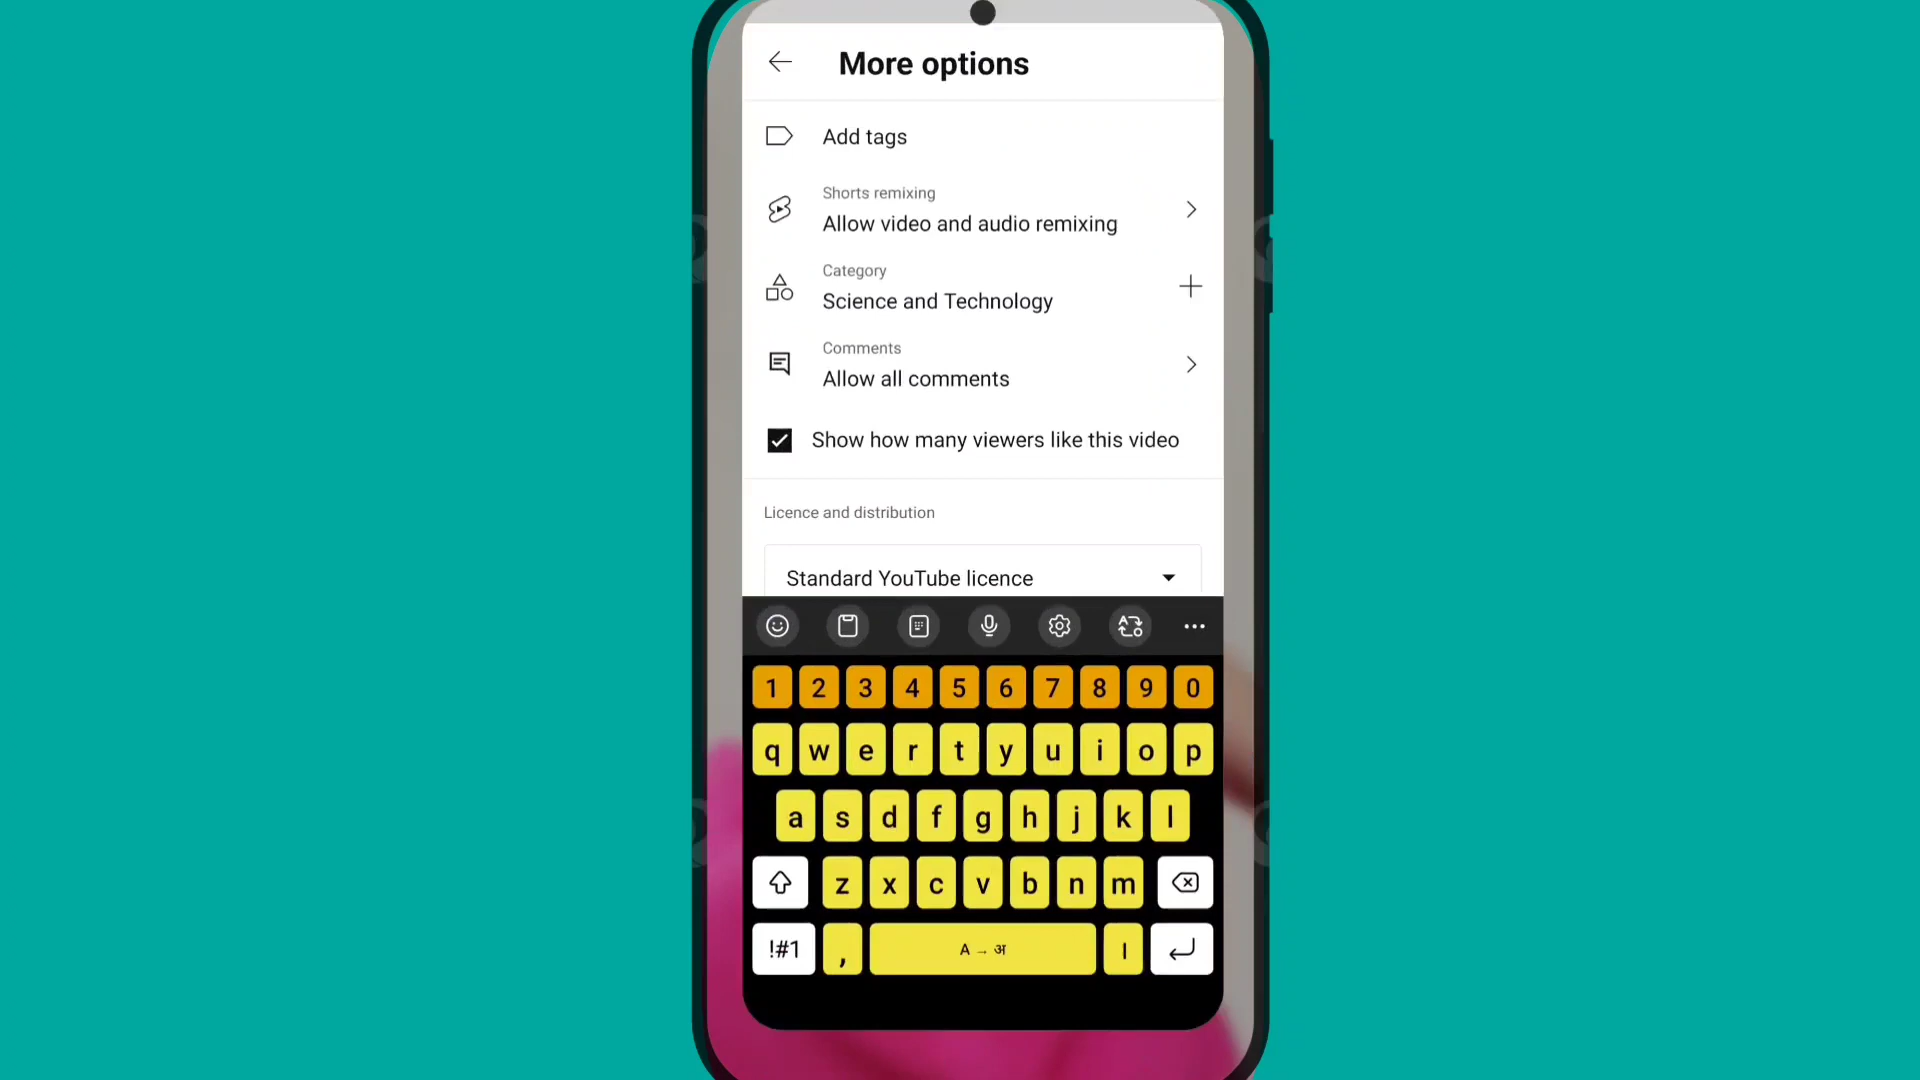 More options
Add tags
Shorts remixing
Allow video and audio remixing
Category
Science and Technology
Comments
Allow all comments
Show how many viewers like this video
Licence and distribution
Standard YouTube licence
1 2 3 4 5 6 7 8 9 0
q w e r t y u i o p
a s d f g h j k l
z x c v b n m
!#1 , A → अ ।